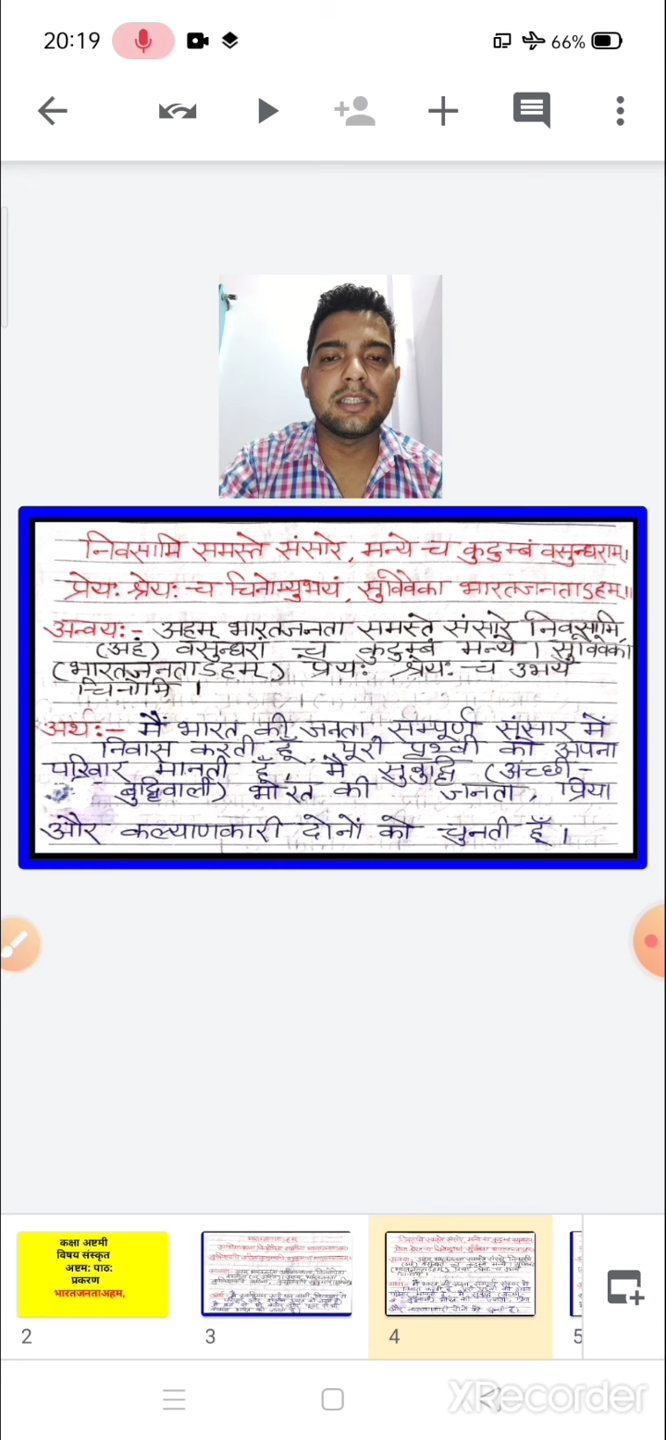 20:19
66%
निवसामि समस्ते संसारे, मन्ये च कुटुम्बं वसुन्धराम्।
प्रेयः श्रेयः च चिनोम्युभयं, सुविवेका भारतजनताऽहम्॥
अन्वयः- अहम् भारतजनता समस्ते संसारे निवसामि,
(अहं) वसुन्धरां च कुटुम्बं मन्ये। सुविवेका
(भारतजनताऽहम्) प्रेयः श्रेयः च उभयं
चिनोमि।
अर्थः- मैं भारत की जनता, सम्पूर्ण संसार में
निवास करती हूँ, पूरी पृथ्वी को अपना
परिवार मानती हूँ, मैं (अच्छी-
बुद्धिवाली) भारत की जनता, प्रिया
और कल्याणकारी दोनों को चुनती हूँ।
कक्षा अष्टमी
विषय संस्कृत
अष्टमः पाठः
प्रकरण
भारतजनताअहम्.
2
3
4
5
XRecorder